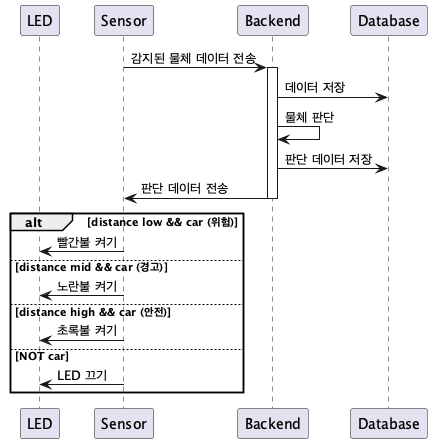 LED Sensor Backend Database
감지된 물체 데이터 전송
데이터 저장
물체 판단
판단 데이터 저장
판단 데이터 전송
alt [distance low && car (위험)]
빨간불 켜기
[distance mid && car (경고)]
노란불 켜기
[distance high && car (안전)]
초록불 켜기
[NOT car]
LED 끄기
LED Sensor Backend Database